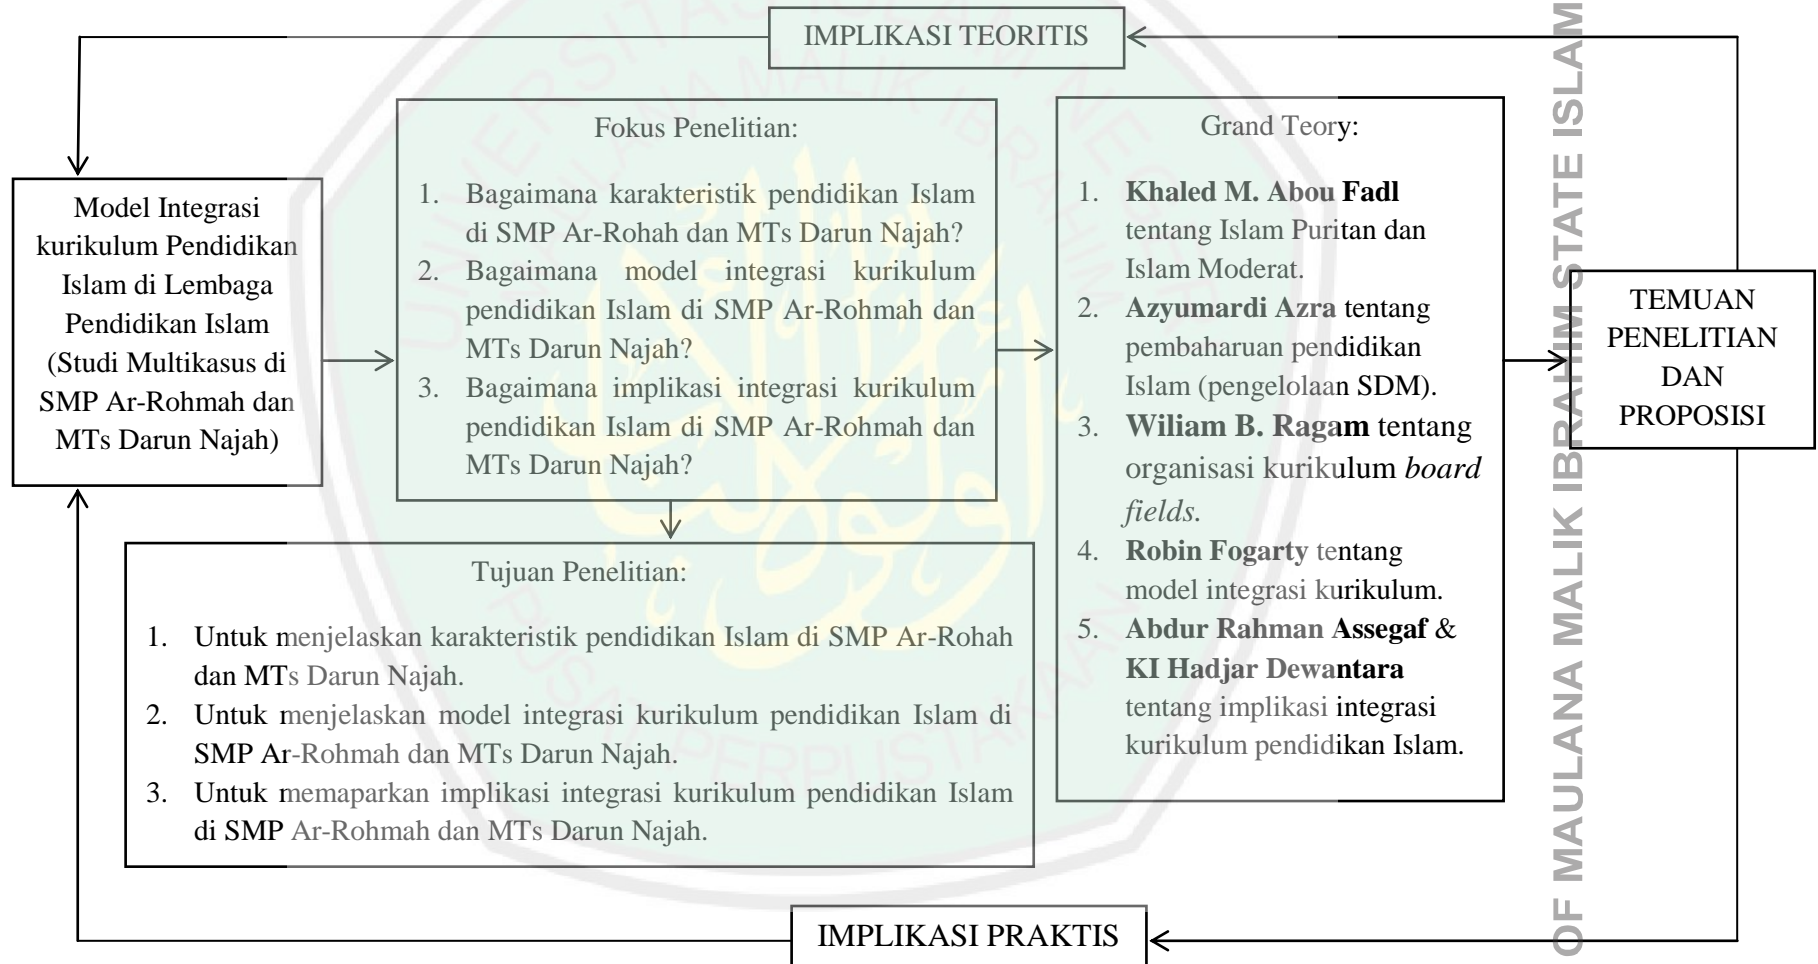 IMPLIKASI TEORITIS
Model Integrasi
kurikulum Pendidikan
Islam di Lembaga
Pendidikan Islam
(Studi Multikasus di
SMP Ar-Rohmah dan
MTs Darun Najah)
Fokus Penelitian:
1. Bagaimana karakteristik pendidikan Islam
di SMP Ar-Rohah dan MTs Darun Najah?
2. Bagaimana model integrasi kurikulum
pendidikan Islam di SMP Ar-Rohmah dan
MTs Darun Najah?
3. Bagaimana implikasi integrasi kurikulum
pendidikan Islam di SMP Ar-Rohmah dan
MTs Darun Najah?
Tujuan Penelitian:
1. Untuk menjelaskan karakteristik pendidikan Islam di SMP Ar-Rohah
dan MTs Darun Najah.
2. Untuk menjelaskan model integrasi kurikulum pendidikan Islam di
SMP Ar-Rohmah dan MTs Darun Najah.
3. Untuk memaparkan implikasi integrasi kurikulum pendidikan Islam
di SMP Ar-Rohmah dan MTs Darun Najah.
Grand Teory:
1. Khaled M. Abou Fadl
tentang Islam Puritan dan
Islam Moderat.
2. Azyumardi Azra tentang
pembaharuan pendidikan
Islam (pengelolaan SDM).
3. Wiliam B. Ragam tentang
organisasi kurikulum board
fields.
4. Robin Fogarty tentang
model integrasi kurikulum.
5. Abdur Rahman Assegaf &
KI Hadjar Dewantara
tentang implikasi integrasi
kurikulum pendidikan Islam.
TEMUAN
PENELITIAN
DAN
PROPOSISI
IMPLIKASI PRAKTIS
OF MAULANA MALIK IBRAHIM STATE ISLAM
UNIVERSITAS ISLAM NEGERI
MAULANA MALIK IBRAHIM
PUSAT PERPUSTAKAAN